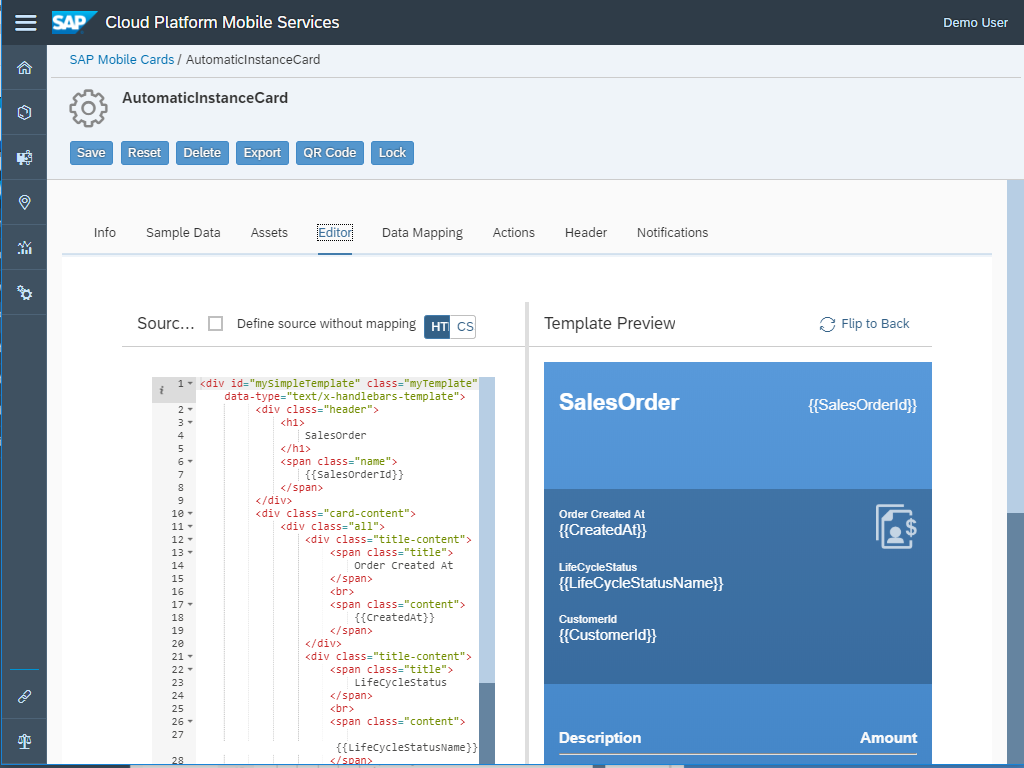 SAP Cloud Platform Mobile Services
Demo User
SAP Mobile Cards / AutomaticInstanceCard
AutomaticInstanceCard
Save Reset Delete Export QR Code Lock
Info Sample Data Assets Editor Data Mapping Actions Header Notifications
Sourc... Define source without mapping HTI CS
Template Preview Flip to Back
i 1 <div id="mySimpleTemplate" class="myTemplate"
data-type="text/x-handlebars-template">
2 <div class="header">
3 <h1>
4 SalesOrder
5 </h1>
6 <span class="name">
7 {{SalesOrderId}}
8 </span>
9 </div>
10 <div class="card-content">
11 <div class="all">
12 <div class="title-content">
13 <span class="title">
14 Order Created At
15 </span>
16 <br>
17 <span class="content">
18 {{CreatedAt}}
19 </span>
20 </div>
21 <div class="title-content">
22 <span class="title">
23 LifeCycleStatus
24 </span>
25 <br>
26 <span class="content">
27
{{LifeCycleStatusName}}
28 </span>
SalesOrder {{SalesOrderId}}
Order Created At
{{CreatedAt}}
$
LifeCycleStatus
{{LifeCycleStatusName}}
CustomerId
{{CustomerId}}
Description Amount